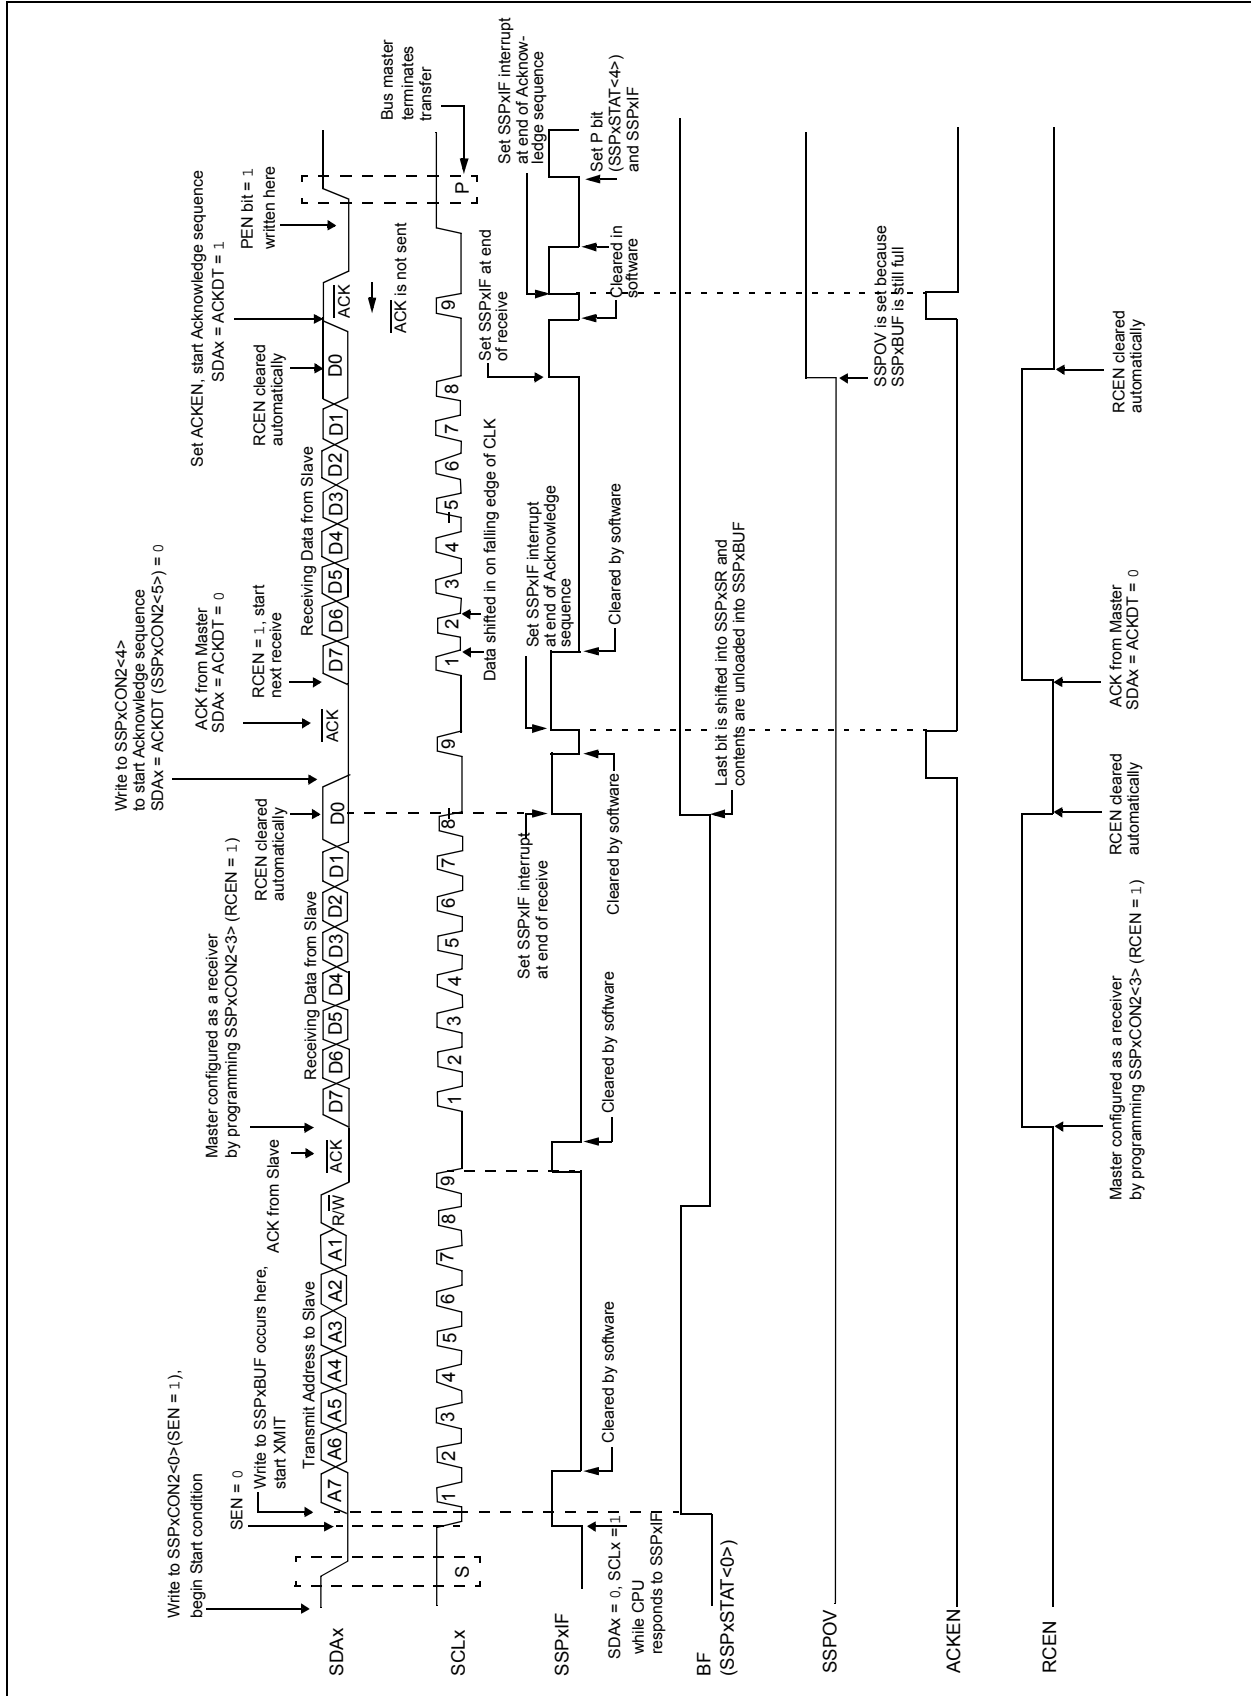 Write to SSPxCON2<0>(SEN = 1),
begin Start condition
SEN = 0
Write to SSPxBUF occurs here,
start XMIT
ACK from Slave
Master configured as a receiver
by programming SSPxCON2<3> (RCEN = 1)
RCEN cleared
automatically
Write to SSPxCON2<4>
to start Acknowledge sequence
SDAx = ACKDT (SSPxCON2<5>) = 0
ACK from Master
SDAx = ACKDT = 0
RCEN = 1, start
next receive
RCEN cleared
automatically
Set ACKEN, start Acknowledge sequence
SDAx = ACKDT = 1
PEN bit = 1
written here
Transmit Address to Slave
Receiving Data from Slave
Receiving Data from Slave
SDAx
A7 A6 A5 A4 A3 A2 A1 R/W ACK D7 D6 D5 D4 D3 D2 D1 D0 ACK D7 D6 D5 D4 D3 D2 D1 D0 ACK
ACK is not sent
Bus master
terminates
transfer
SCLx
S 1 2 3 4 5 6 7 8 9 1 2 3 4 5 6 7 8 9 1 2 3 4 5 6 7 8 9 P
Data shifted in on falling edge of CLK
Set SSPxIF interrupt
at end of receive
Set SSPxIF interrupt
at end of Acknowledge
sequence
Set SSPxIF at end
of receive
Set SSPxIF interrupt
at end of Acknow-
ledge sequence
SSPxIF
SDAx = 0, SCLx = 1
while CPU
responds to SSPxIF
Cleared by software
Cleared by software
Cleared by software
Cleared by software
Cleared in
software
Set P bit
(SSPxSTAT<4>)
and SSPxIF
BF
(SSPxSTAT<0>)
Last bit is shifted into SSPxSR and
contents are unloaded into SSPxBUF
SSPOV
SSPOV is set because
SSPxBUF is still full
ACKEN
RCEN
Master configured as a receiver
by programming SSPxCON2<3> (RCEN = 1)
RCEN cleared
automatically
ACK from Master
SDAx = ACKDT = 0
RCEN cleared
automatically